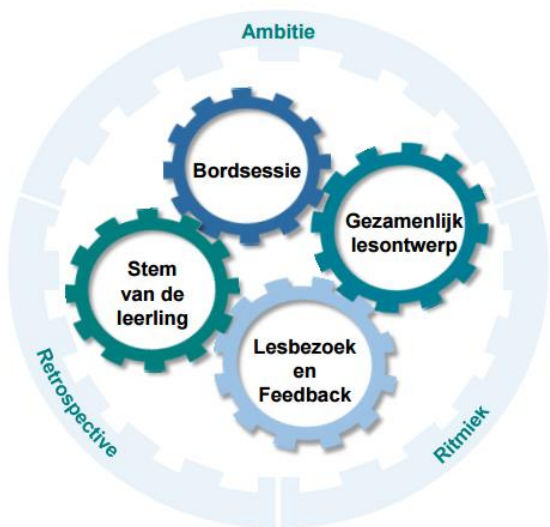 Ambitie
Bordsessie
Gezamenlijk
lesontwerp
Stem
van de
leerling
Lesbezoek
en
Feedback
Retrospective
Ritmiek